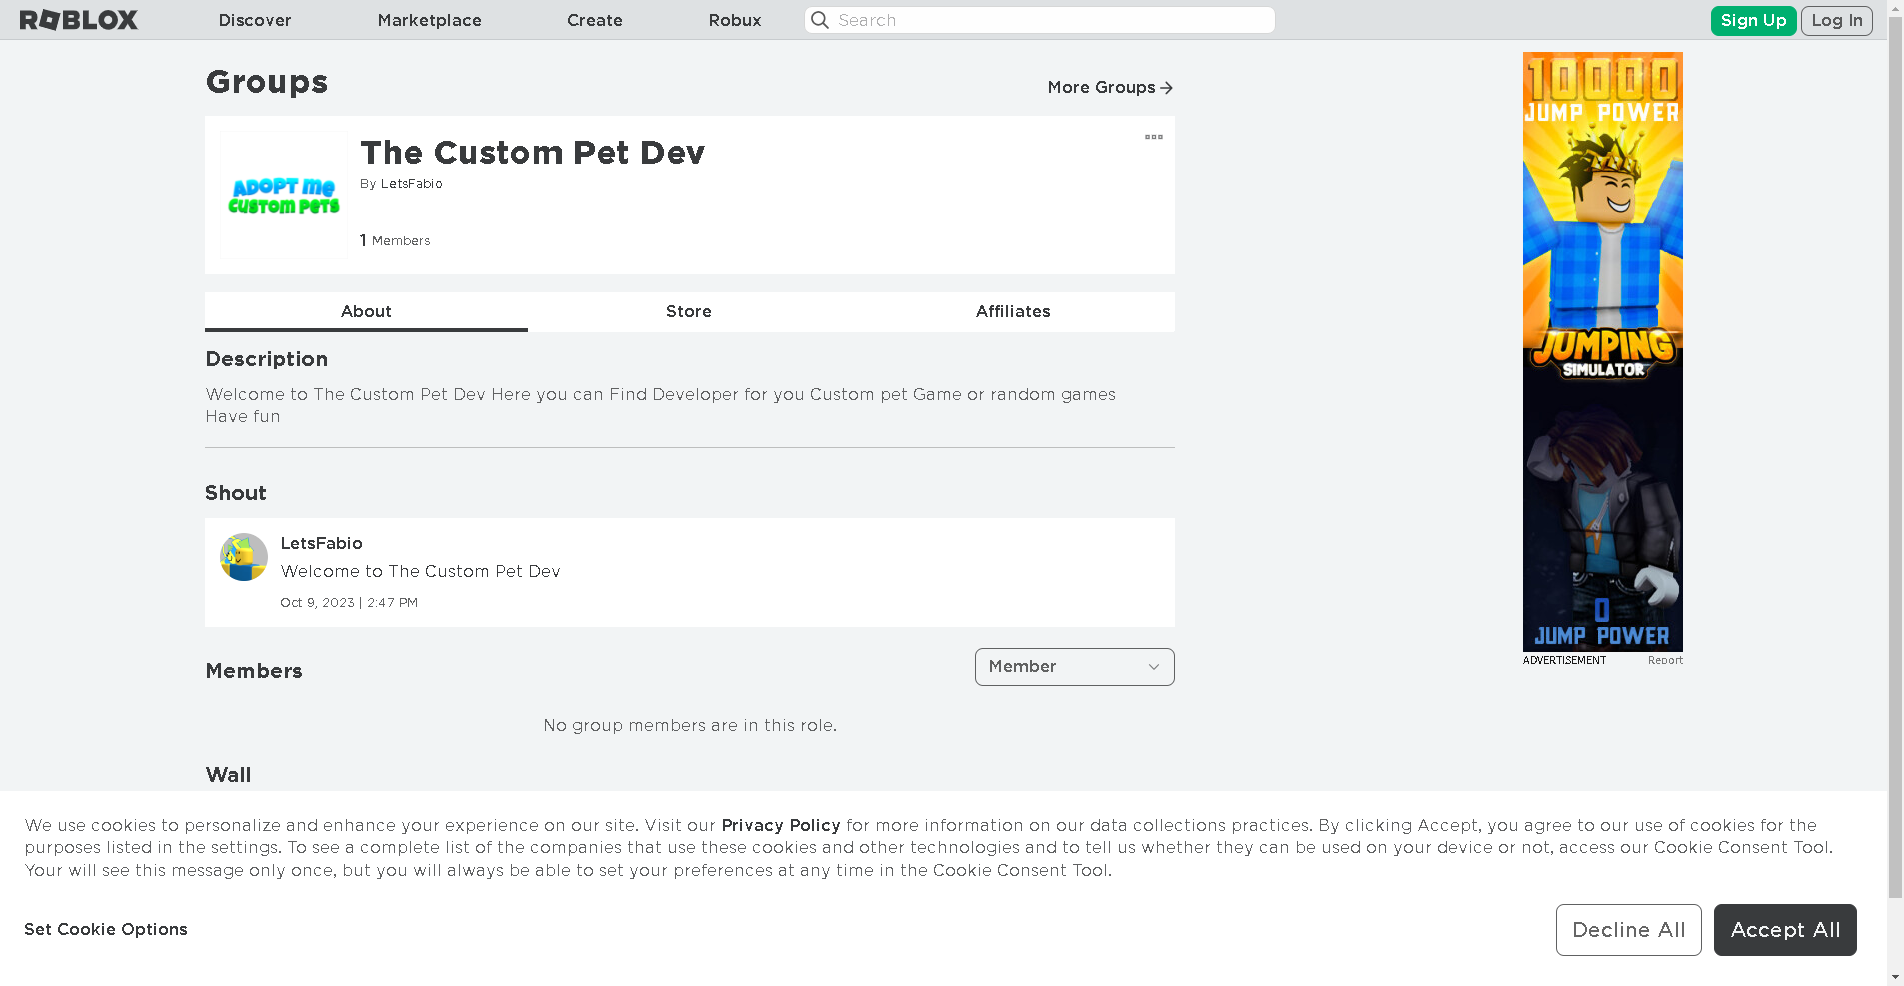 ROBLOX
Discover
Marketplace
Create
Robux
Search
Sign Up
Log In
Groups
More Groups
ADOPT ME
CUSTOM PETS
The Custom Pet Dev
By LetsFabio
1 Members
About
Store
Affiliates
Description
Welcome to The Custom Pet Dev Here you can Find Developer for you Custom pet Game or random games
Have fun
Shout
LetsFabio
Welcome to The Custom Pet Dev
Oct 9, 2023 | 2:47 PM
Members
Member
No group members are in this role.
Wall
10000
JUMP POWER
JUMPING
SIMULATOR
0
JUMP POWER
ADVERTISEMENT
Report
We use cookies to personalize and enhance your experience on our site. Visit our Privacy Policy for more information on our data collections practices. By clicking Accept, you agree to our use of cookies for the
purposes listed in the settings. To see a complete list of the companies that use these cookies and other technologies and to tell us whether they can be used on your device or not, access our Cookie Consent Tool.
Your will see this message only once, but you will always be able to set your preferences at any time in the Cookie Consent Tool.
Set Cookie Options
Decline All
Accept All